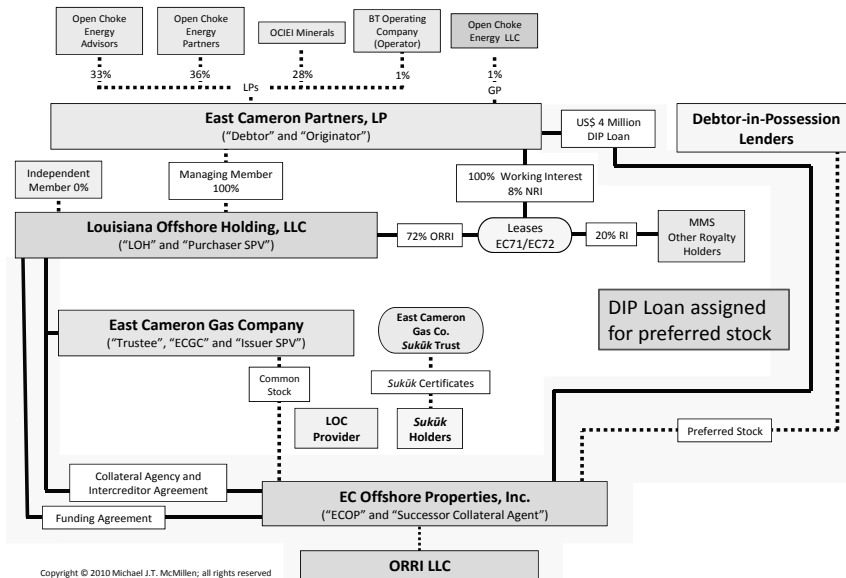 Open Choke
Energy
Advisors
Open Choke
Energy
Partners
OCIEI Minerals
BT Operating
Company
(Operator)
Open Choke
Energy LLC
33%
36%
28%
1%
1%
LPs
GP
East Cameron Partners, LP
("Debtor" and "Originator")
US$ 4 Million
DIP Loan
Debtor-in-Possession
Lenders
Independent
Member 0%
Managing Member
100%
100% Working Interest
8% NRI
Louisiana Offshore Holding, LLC
("LOH" and "Purchaser SPV")
72% ORRI
Leases
EC71/EC72
20% RI
MMS
Other Royalty
Holders
East Cameron Gas Company
("Trustee", "ECGC" and "Issuer SPV")
East Cameron
Gas Co.
Sukūk Trust
DIP Loan assigned
for preferred stock
Common
Stock
Sukūk Certificates
LOC
Provider
Sukūk
Holders
Preferred Stock
Collateral Agency and
Intercreditor Agreement
Funding Agreement
EC Offshore Properties, Inc.
("ECOP" and "Successor Collateral Agent")
ORRI LLC
Copyright © 2010 Michael J.T. McMillen; all rights reserved